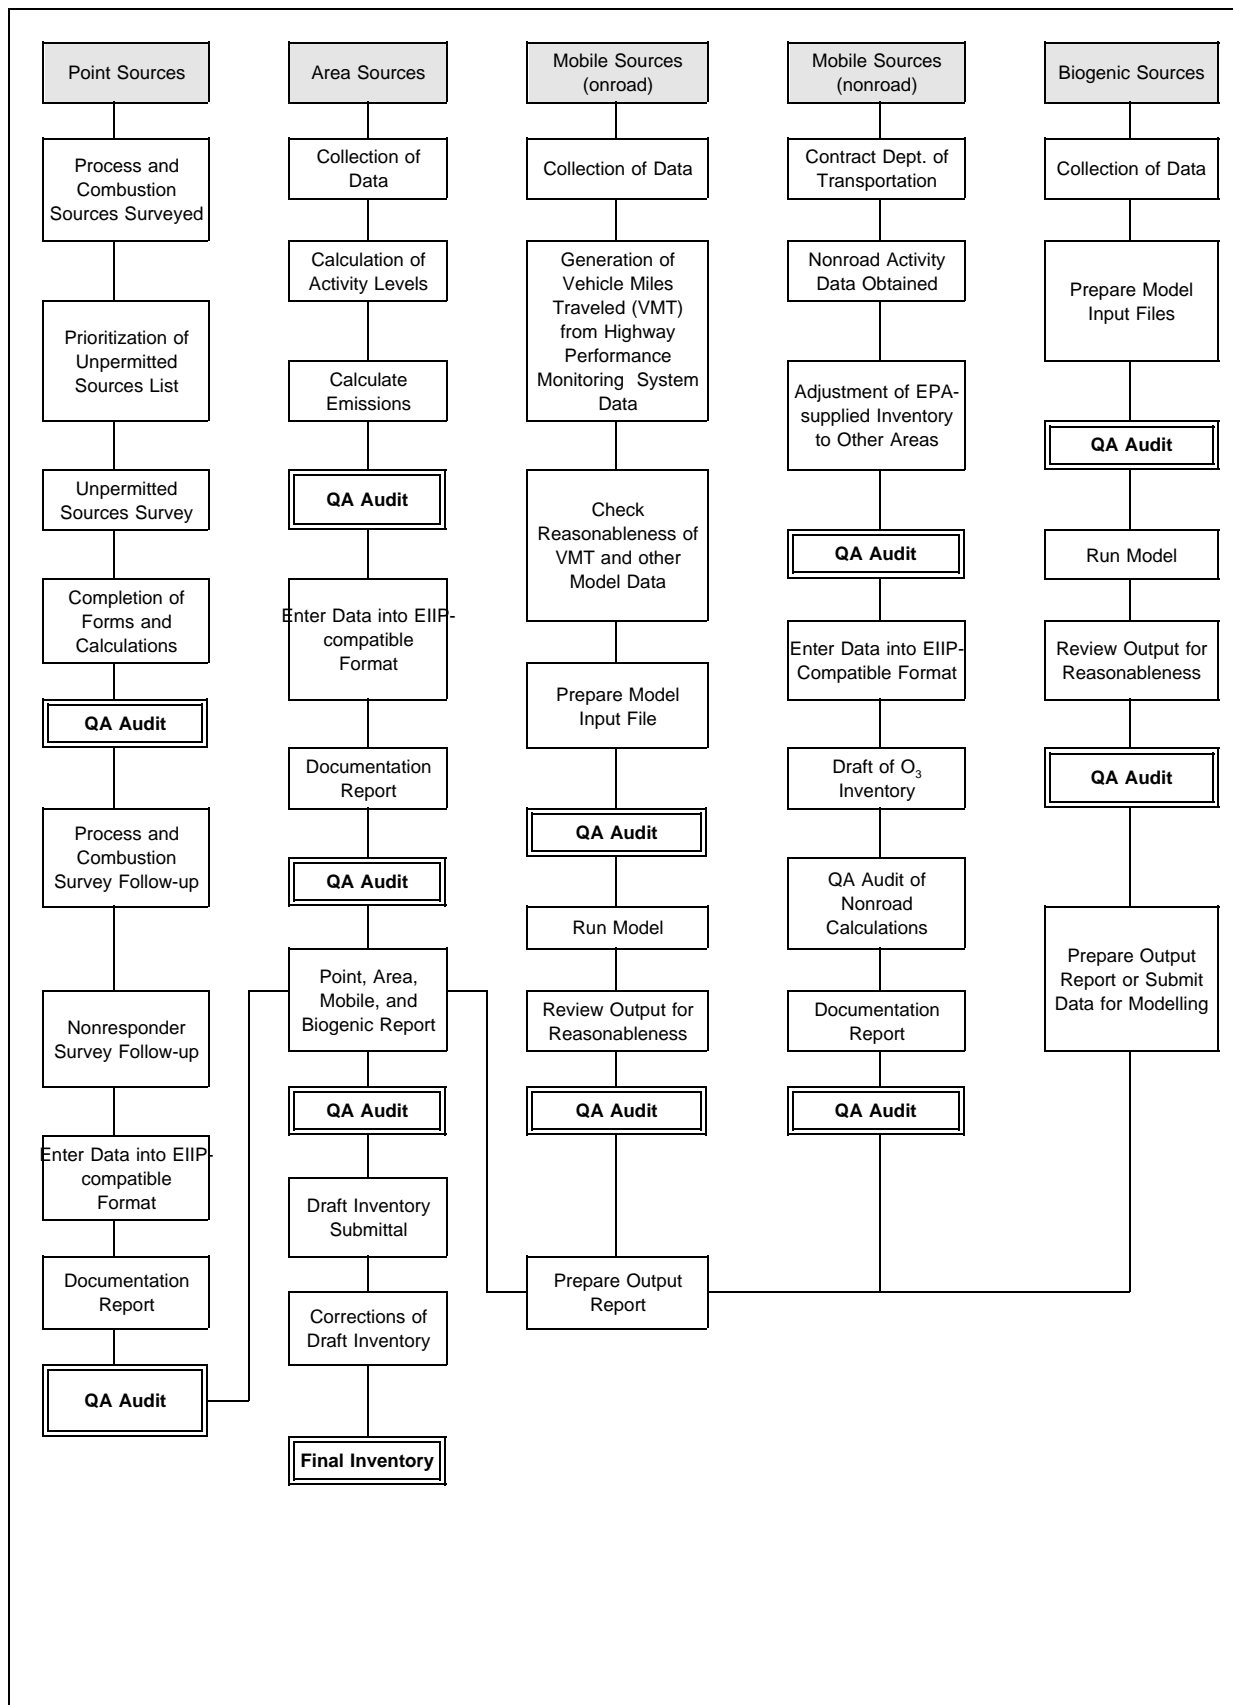 Point Sources
Process and
Combustion
Sources Surveyed
Prioritization of
Unpermitted
Sources List
Unpermitted
Sources Survey
Completion of
Forms and
Calculations
QA Audit
Process and
Combustion
Survey Follow-up
Nonresponder
Survey Follow-up
Enter Data into EIIP-
compatible
Format
Documentation
Report
QA Audit
Area Sources
Collection of
Data
Calculation of
Activity Levels
Calculate
Emissions
QA Audit
Enter Data into EIIP-
compatible
Format
Documentation
Report
QA Audit
Point, Area,
Mobile, and
Biogenic Report
QA Audit
Draft Inventory
Submittal
Corrections of
Draft Inventory
Final Inventory
Mobile Sources
(onroad)
Collection of Data
Generation of
Vehicle Miles
Traveled (VMT)
from Highway
Performance
Monitoring System
Data
Check
Reasonableness of
VMT and other
Model Data
Prepare Model
Input File
QA Audit
Run Model
Review Output for
Reasonableness
QA Audit
Prepare Output
Report
Mobile Sources
(nonroad)
Contract Dept. of
Transportation
Nonroad Activity
Data Obtained
Adjustment of EPA-
supplied Inventory
to Other Areas
QA Audit
Enter Data into EIIP-
Compatible Format
Draft of O₃
Inventory
QA Audit of
Nonroad
Calculations
Documentation
Report
QA Audit
Biogenic Sources
Collection of Data
Prepare Model
Input Files
QA Audit
Run Model
Review Output for
Reasonableness
QA Audit
Prepare Output
Report or Submit
Data for Modelling